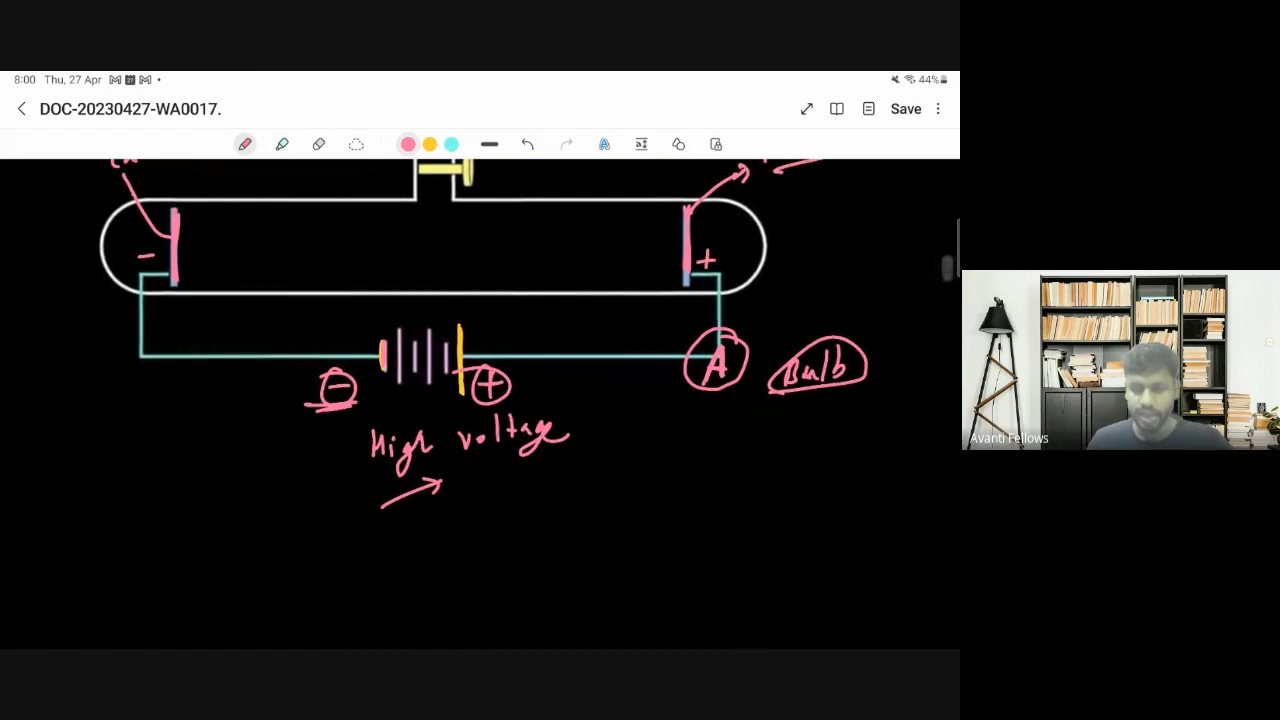 8:00 Thu, 27 Apr 44%
DOC-20230427-WA0017.
Save
-
+
A
Bulb
- +
High voltage
Avanti Fellows